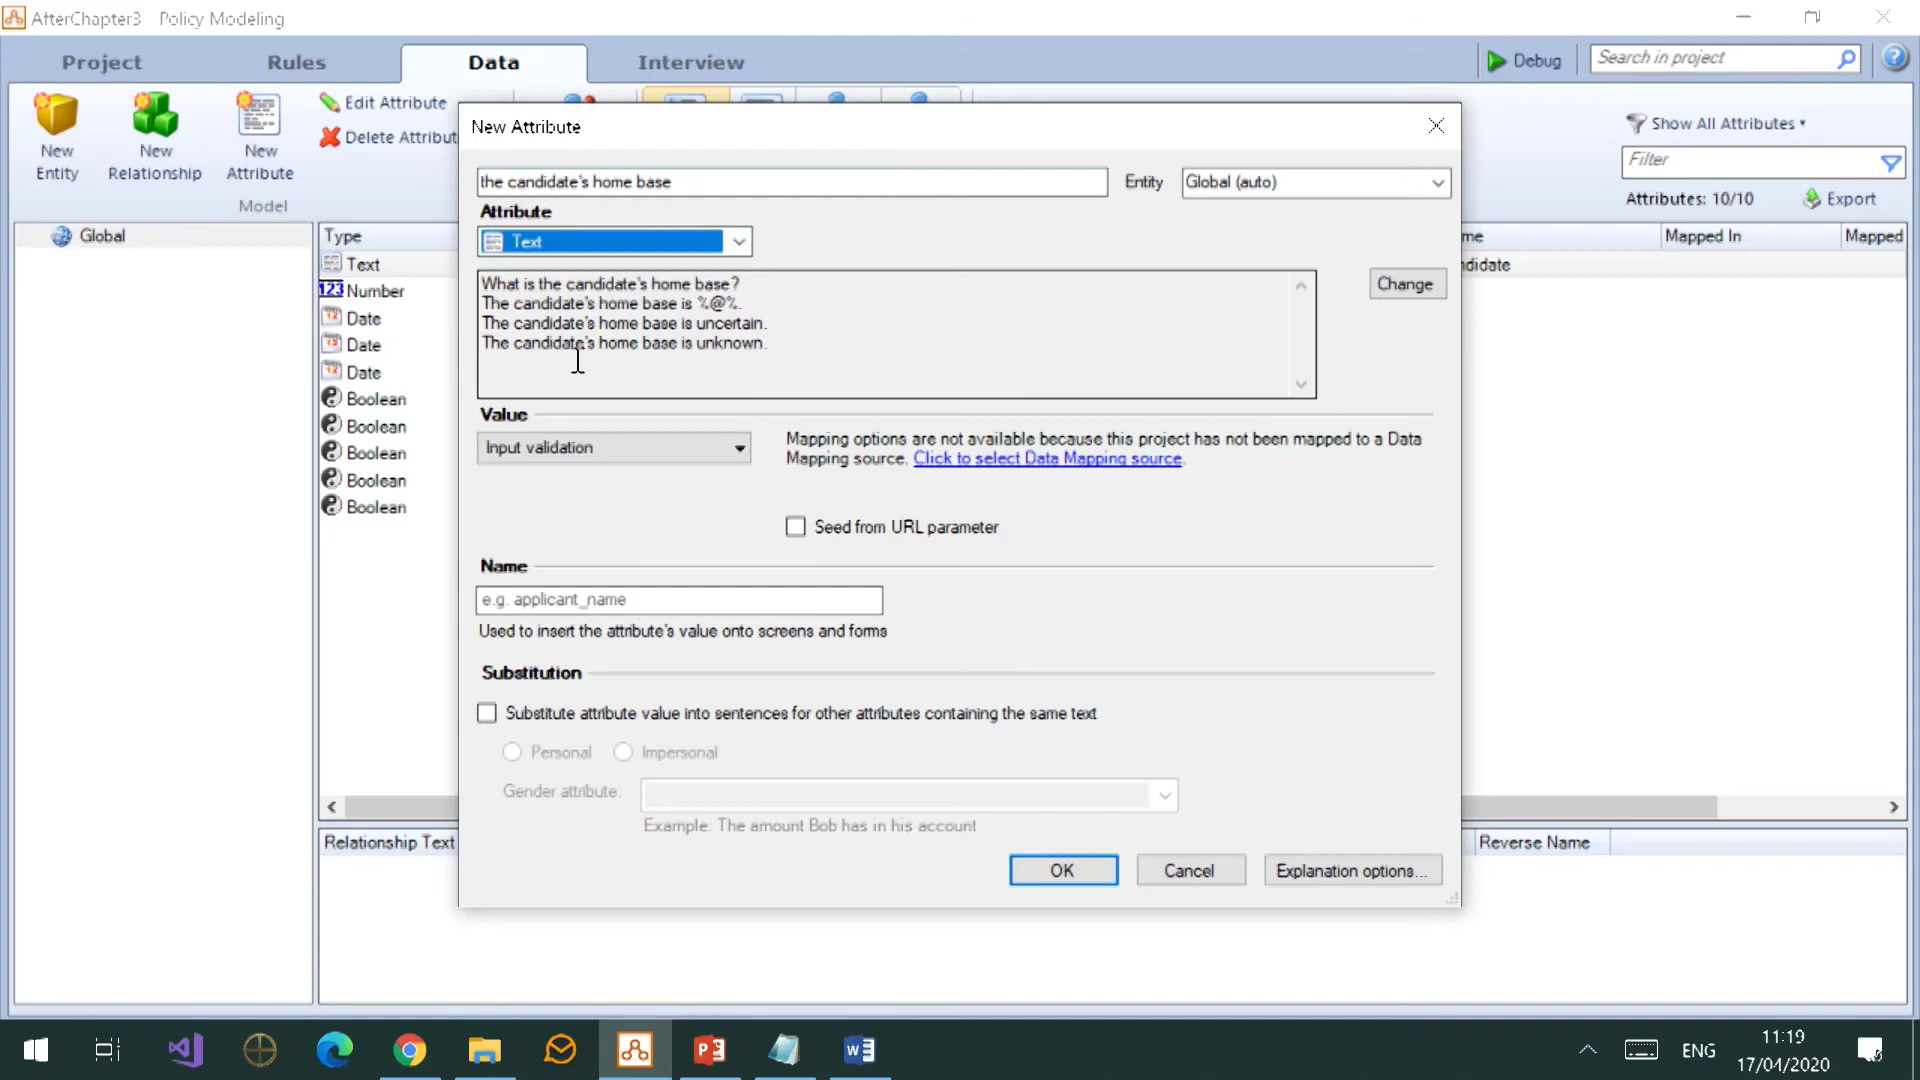 AfterChapter3   Policy Modeling
Project
Rules
Data
Interview
Debug
Search in project
New Entity
New Relationship
New Attribute
Edit Attribute
Delete Attribut
Model
Show All Attributes
Filter
Attributes: 10/10
Export
Global
Type
me
Mapped In
Mapped
Text
ndidate
123 Number
Date
Date
Date
Boolean
Boolean
Boolean
Boolean
Boolean
New Attribute
the candidate's home base
Entity
Global (auto)
Attribute
Text
What is the candidate's home base?
The candidate's home base is %@%.
The candidate's home base is uncertain.
The candidate's home base is unknown.
Change
Value
Input validation
Mapping options are not available because this project has not been mapped to a Data
Mapping source. Click to select Data Mapping source.
Seed from URL parameter
Name
e.g. applicant_name
Used to insert the attribute's value onto screens and forms
Substitution
Substitute attribute value into sentences for other attributes containing the same text
Personal
Impersonal
Gender attribute:
Example: The amount Bob has in his account
OK
Cancel
Explanation options...
Relationship Text
Reverse Name
ENG
11:19
17/04/2020